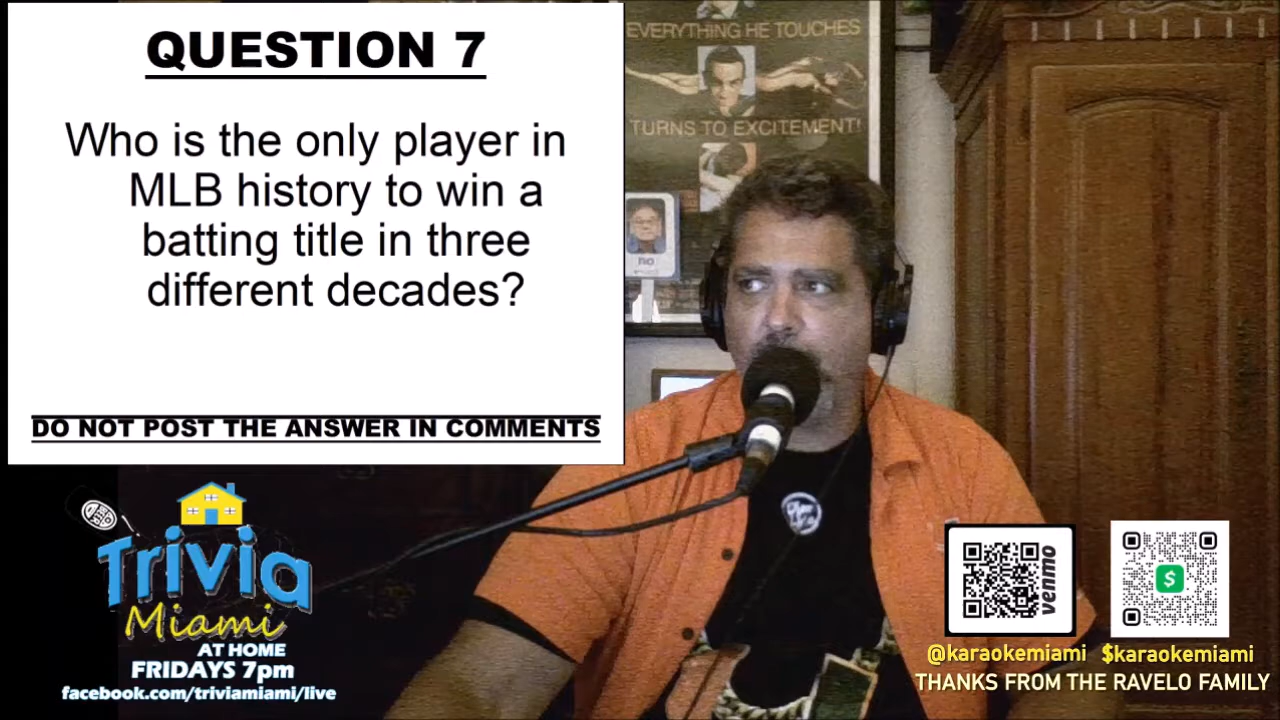 QUESTION 7
Who is the only player in
MLB history to win a
batting title in three
different decades?
DO NOT POST THE ANSWER IN COMMENTS
EVERYTHING HE TOUCHES
TURNS TO EXCITEMENT!
no
Trivia
Miami
AT HOME
FRIDAYS 7pm
facebook.com/triviamiami/live
venmo
$
@karaokemiami
$karaokemiami
THANKS FROM THE RAVELO FAMILY